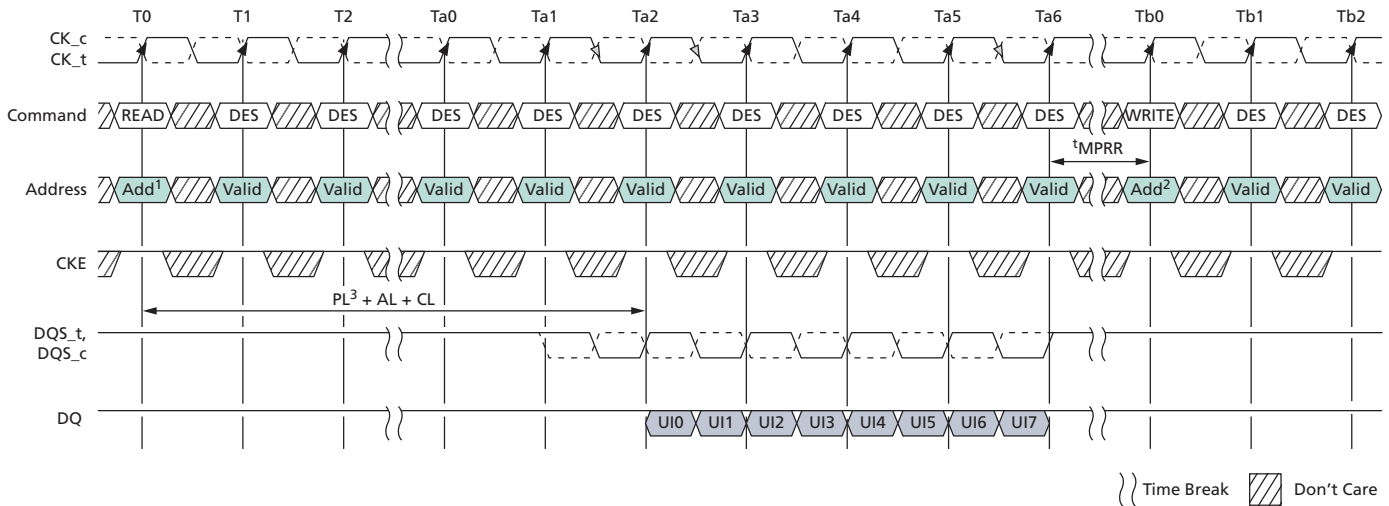 T0 T1 T2 Ta0 Ta1 Ta2 Ta3 Ta4 Ta5 Ta6 Tb0 Tb1 Tb2
CK_c
CK_t
Command READ DES DES DES DES DES DES DES DES DES WRITE DES DES
tMPRR
Address Add1 Valid Valid Valid Valid Valid Valid Valid Valid Valid Add2 Valid Valid
CKE
PL3 + AL + CL
DQS_t,
DQS_c
DQ UI0 UI1 UI2 UI3 UI4 UI5 UI6 UI7
Time Break Don't Care